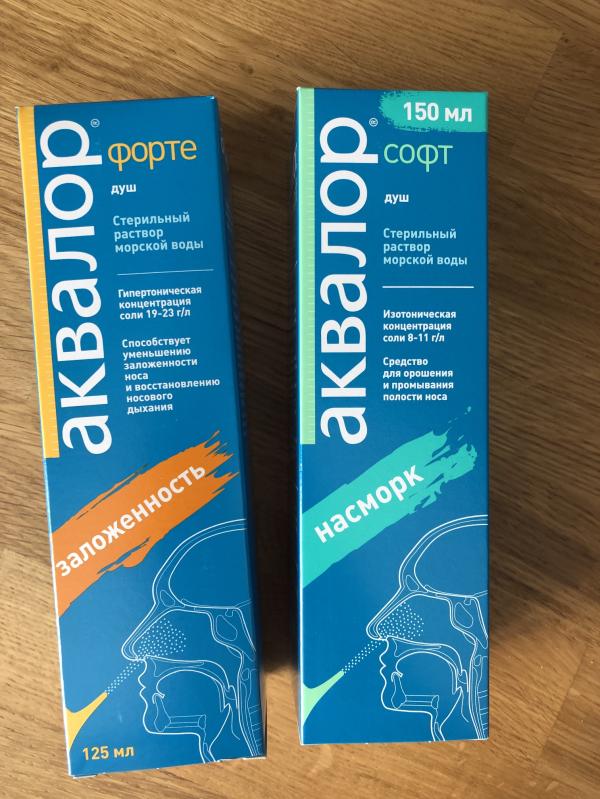 аквалор®
форте
душ
Стерильный
раствор
морской воды
Гипертоническая
концентрация
соли 19-23 г/л
Способствует
уменьшению
заложенности
носа
и восстановлению
носового
дыхания
заложенность
125 мл
150 мл
аквалор®
софт
душ
Стерильный
раствор
морской воды
Изотоническая
концентрация
соли 8-11 г/л
Средство
для орошения
и промывания
полости носа
насморк